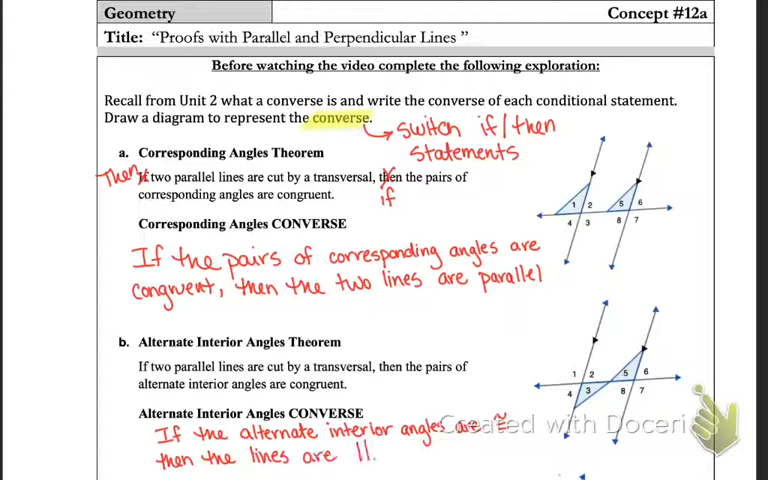 Geometry
Concept #12a
Title: "Proofs with Parallel and Perpendicular Lines "
Before watching the video complete the following exploration:
Recall from Unit 2 what a converse is and write the converse of each conditional statement.
Draw a diagram to represent the converse.
switch if/then
statements
a. Corresponding Angles Theorem
Then
If two parallel lines are cut by a transversal, then the pairs of
if
corresponding angles are congruent.
1 2 5 6
4 3 8 7
Corresponding Angles CONVERSE
If the pairs of corresponding angles are
congruent, then the two lines are parallel
b. Alternate Interior Angles Theorem
If two parallel lines are cut by a transversal, then the pairs of
alternate interior angles are congruent.
1 2 5 6
4 3 8 7
Alternate Interior Angles CONVERSE
If the alternate interior angles are ≅
then the lines are ||.
Created with Doceri